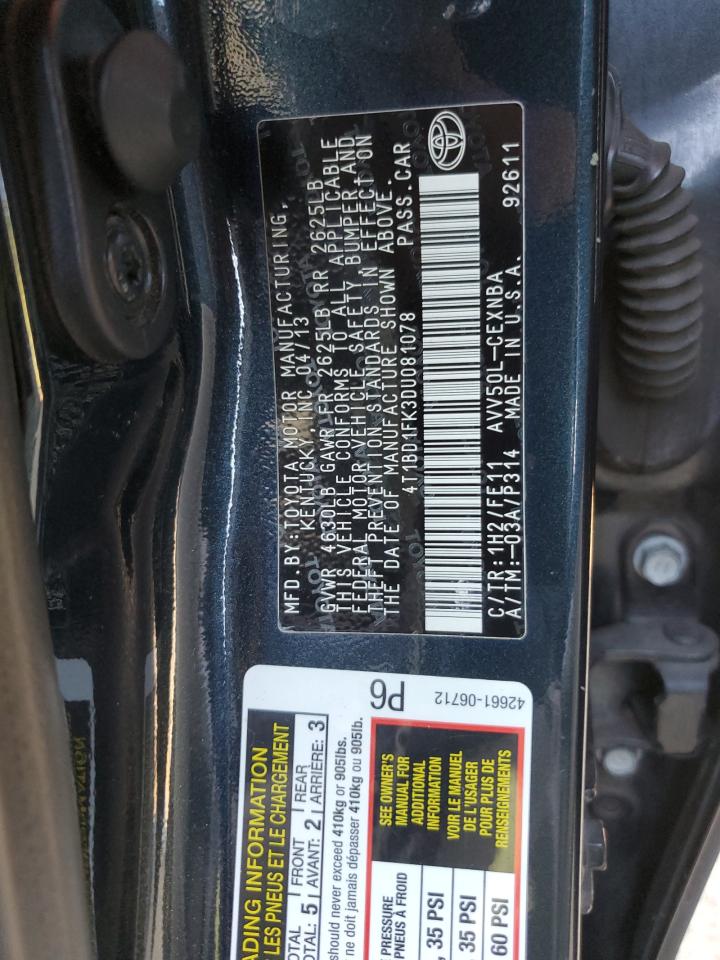 MFD. BY: TOYOTA MOTOR MANUFACTURING,
KENTUCKY, INC 04/13
GVWR 4630LB GAWR FR 2625LB RR 2625LB
THIS VEHICLE CONFORMS TO ALL APPLICABLE
FEDERAL MOTOR VEHICLE SAFETY, BUMPER, AND
THEFT PREVENTION STANDARDS IN EFFECT ON
THE DATE OF MANUFACTURE SHOWN ABOVE.
4T1BD1FK3DU081078 PASS. CAR
C/TR: 1H2/FE11 AVV50L-CEXNBA
A/TM: -03A/P314 MADE IN U.S.A. 92611
ADING INFORMATION
LES PNEUS ET LE CHARGEMENT
OTAL 5 FRONT 2 REAR 3
OTAL: AVANT: ARRIÈRE:
should never exceed 410kg or 905lbs.
ne doit jamais dépasser 410kg ou 905lb.
P6
42661-06712
PRESSURE
PNEUS À FROID
SEE OWNER'S
MANUAL FOR
ADDITIONAL
INFORMATION
VOIR LE MANUEL
DE L'USAGER
POUR PLUS DE
RENSEIGNEMENTS
, 35 PSI
, 35 PSI
60 PSI